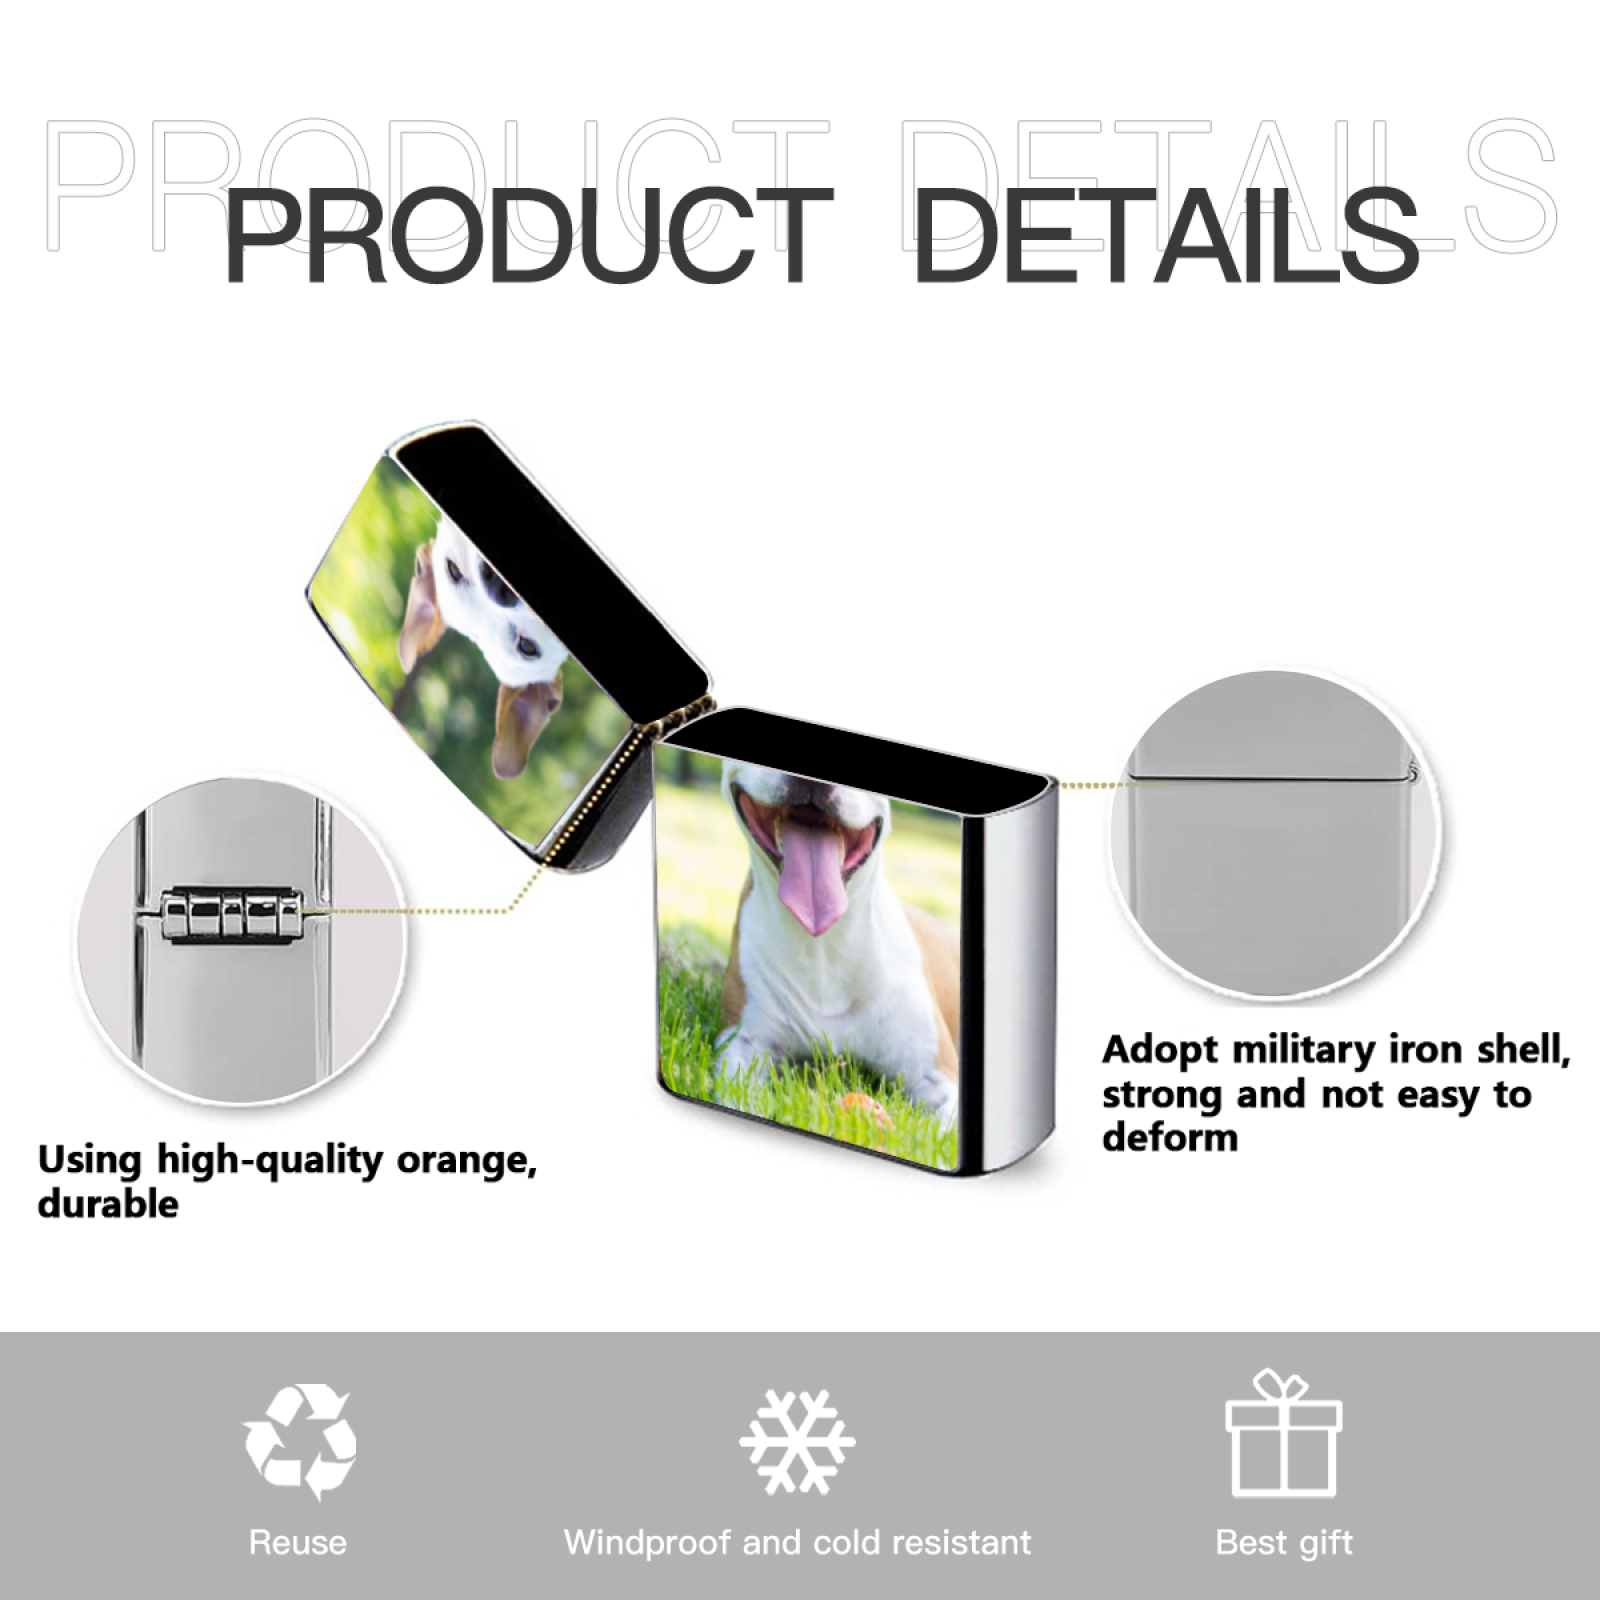 PRODUCT DETAILS
PRODUCT DETAILS
Using high-quality orange,
durable
Adopt military iron shell,
strong and not easy to
deform
Reuse
Windproof and cold resistant
Best gift